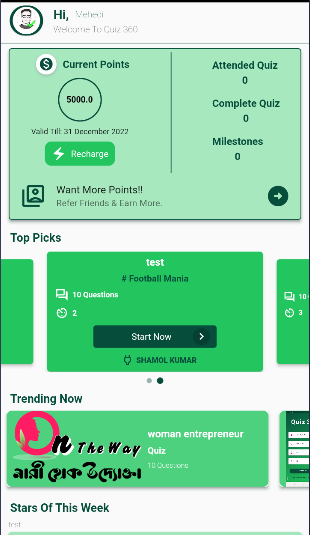 Hi, Mehedi
Welcome To Quiz 360
Current Points
5000.0
Valid Till: 31 December 2022
Recharge
Attended Quiz
0
Complete Quiz
0
Milestones
0
Want More Points!!
Refer Friends & Earn More.
Top Picks
test
# Football Mania
10 Questions
2
Start Now
SHAMOL KUMAR
10
3
Trending Now
On The Way
নারী থেকে উদ্যোক্তা
woman entrepreneur
Quiz
10 Questions
Quiz 3
Stars Of This Week
test